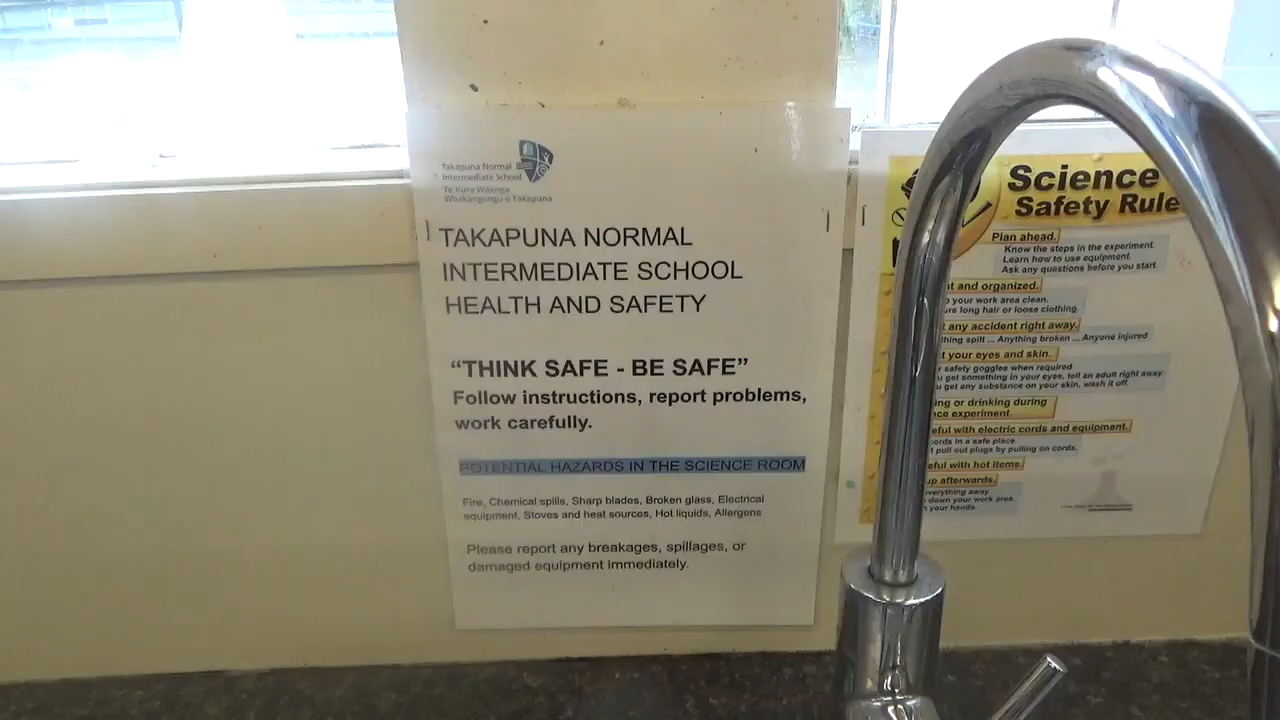 Takapuna Normal
Intermediate School
Te Kura Waenga
Whakangungu o Takapuna
TAKAPUNA NORMAL
INTERMEDIATE SCHOOL
HEALTH AND SAFETY
“THINK SAFE - BE SAFE”
Follow instructions, report problems,
work carefully.
POTENTIAL HAZARDS IN THE SCIENCE ROOM
Fire, Chemical spills, Sharp blades, Broken glass, Electrical
equipment, Stoves and heat sources, Hot liquids, Allergens
Please report any breakages, spillages, or
damaged equipment immediately.
Science
Safety Rule
Plan ahead.
Know the steps in the experiment.
Learn how to use equipment.
Ask any questions before you start.
and organized.
your work area clean.
long hair or loose clothing.
any accident right away.
spilt ... Anything broken ... Anyone injured
your eyes and skin.
safety goggles when required
get something in your eyes, tell an adult right away.
get any substance on your skin, wash it off.
or drinking during
experiment.
with electric cords and equipment.
in a safe place
pull out plugs by pulling on cords.
with hot items.
up afterwards.
everything away
down your work area.
your hands.